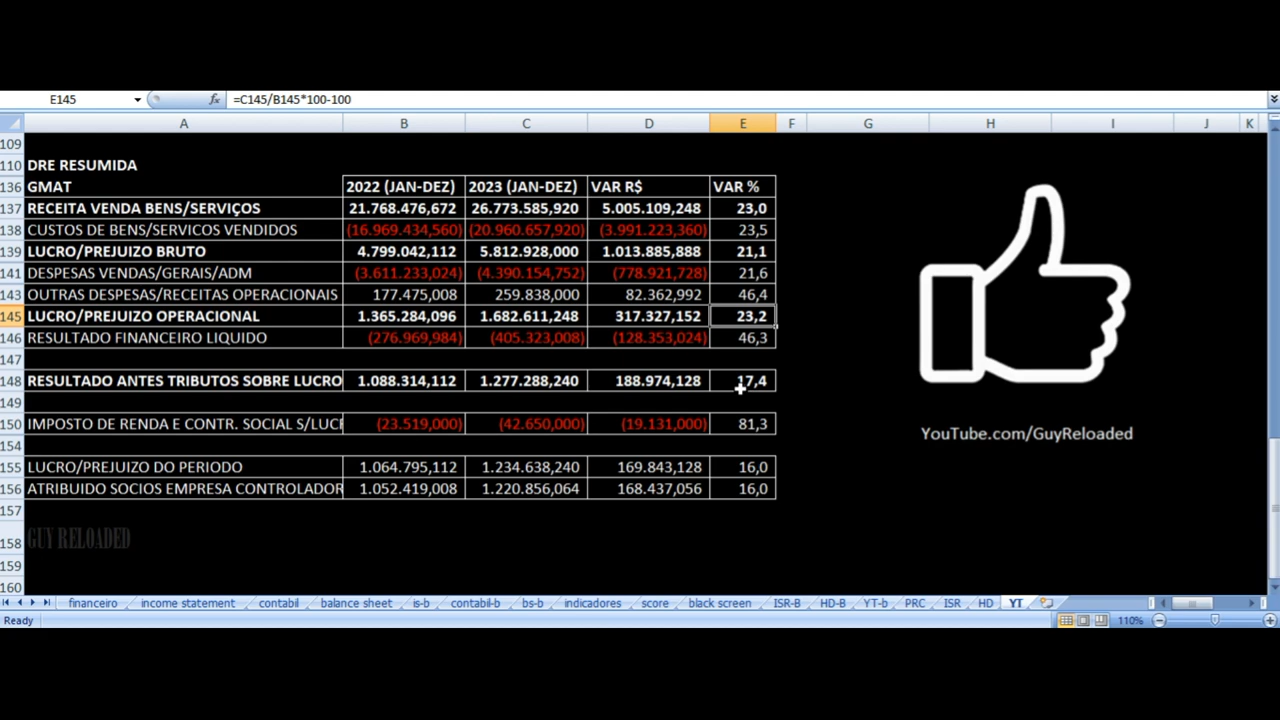 E145 fx =C145/B145*100-100
A B C D E F G H I J K
109
110 DRE RESUMIDA
136 GMAT 2022 (JAN-DEZ) 2023 (JAN-DEZ) VAR R$ VAR %
137 RECEITA VENDA BENS/SERVIÇOS 21.768.476,672 26.773.585,920 5.005.109,248 23,0
138 CUSTOS DE BENS/SERVICOS VENDIDOS (16.969.434,560) (20.960.657,920) (3.991.223,360) 23,5
139 LUCRO/PREJUIZO BRUTO 4.799.042,112 5.812.928,000 1.013.885,888 21,1
141 DESPESAS VENDAS/GERAIS/ADM (3.611.233,024) (4.390.154,752) (778.921,728) 21,6
143 OUTRAS DESPESAS/RECEITAS OPERACIONAIS 177.475,008 259.838,000 82.362,992 46,4
145 LUCRO/PREJUIZO OPERACIONAL 1.365.284,096 1.682.611,248 317.327,152 23,2
146 RESULTADO FINANCEIRO LIQUIDO (276.969,984) (405.323,008) (128.353,024) 46,3
147
148 RESULTADO ANTES TRIBUTOS SOBRE LUCRO 1.088.314,112 1.277.288,240 188.974,128 17,4
149
150 IMPOSTO DE RENDA E CONTR. SOCIAL S/LUCR (23.519,000) (42.650,000) (19.131,000) 81,3
154
155 LUCRO/PREJUIZO DO PERIODO 1.064.795,112 1.234.638,240 169.843,128 16,0
156 ATRIBUIDO SOCIOS EMPRESA CONTROLADOR 1.052.419,008 1.220.856,064 168.437,056 16,0
157
158 GUY RELOADED
159
160
YouTube.com/GuyReloaded
financeiro income statement contabil balance sheet is-b contabil-b bs-b indicadores score black screen ISR-B HD-B YT-b PRC ISR HD YT
Ready 110%